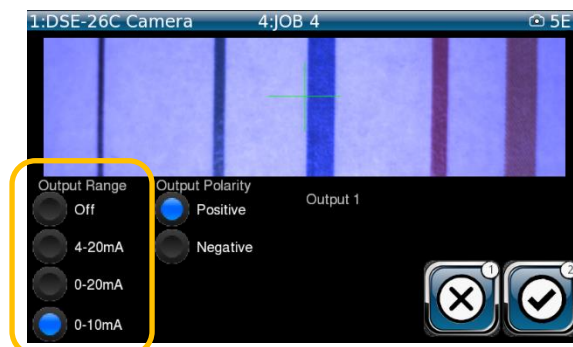 1:DSE-26C Camera 4:JOB 4 5E
Output Range Output Polarity Output 1
Off Positive
4-20mA Negative
0-20mA
0-10mA
1 2